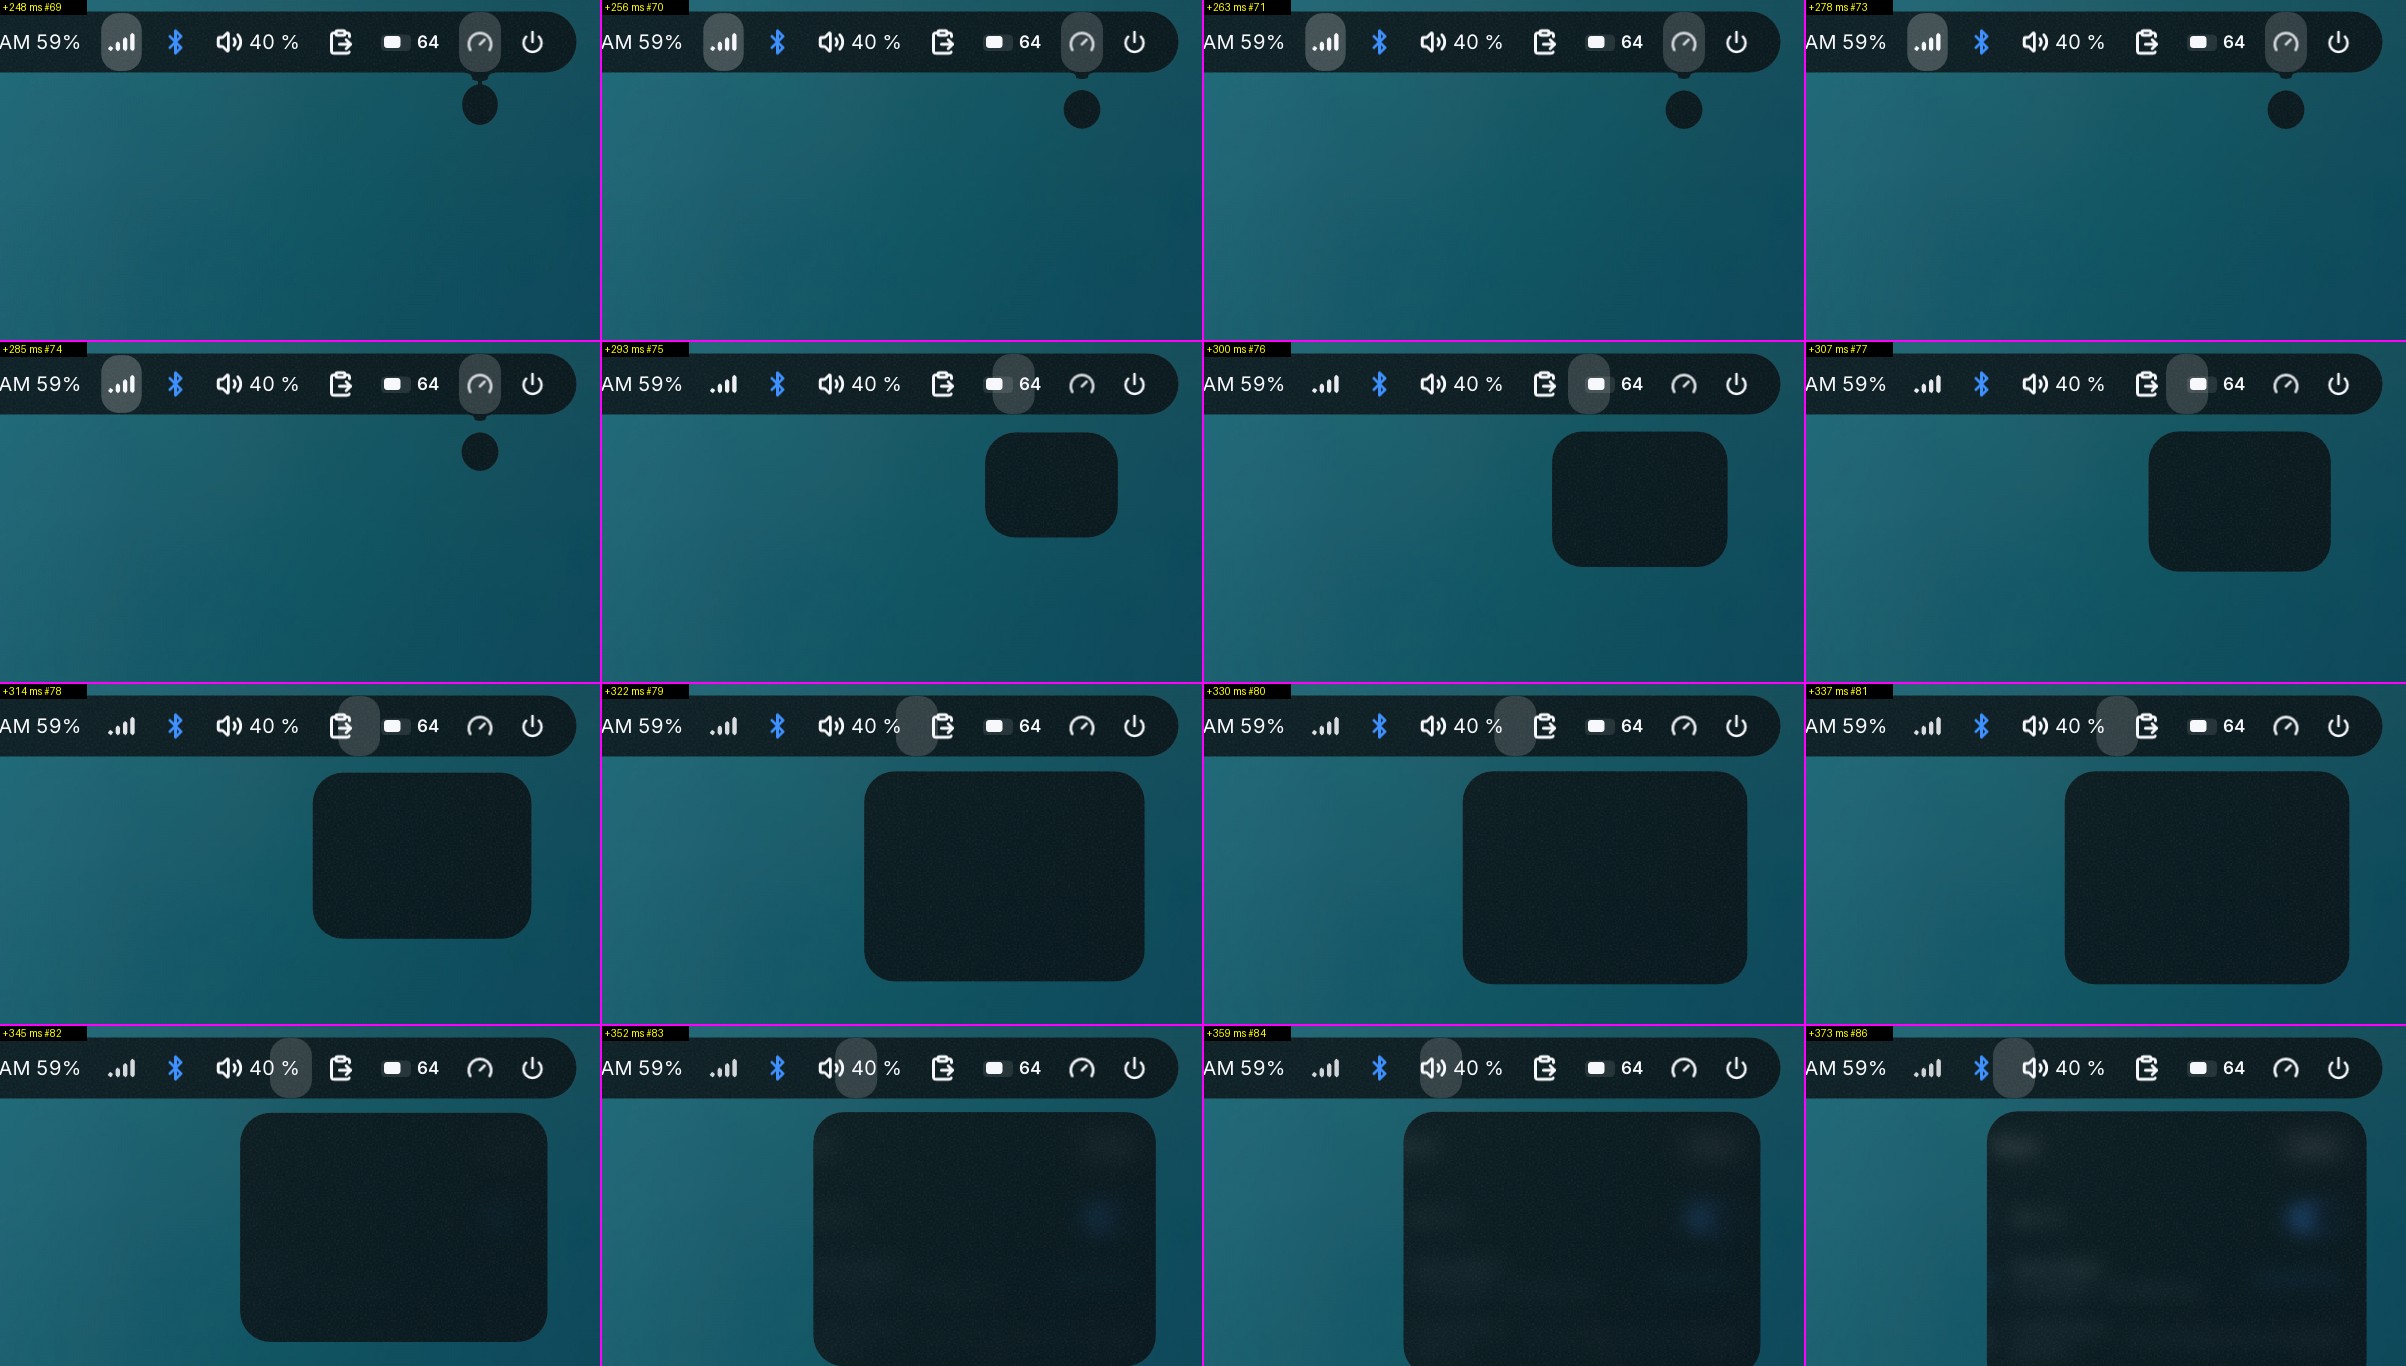 +248 ms #69
AM 59% 40 % 64
+256 ms #70
AM 59% 40 % 64
+263 ms #71
AM 59% 40 % 64
+278 ms #73
AM 59% 40 % 64
+285 ms #74
AM 59% 40 % 64
+293 ms #75
AM 59% 40 % 64
+300 ms #76
AM 59% 40 % 64
+307 ms #77
AM 59% 40 % 64
+314 ms #78
AM 59% 40 % 64
+322 ms #79
AM 59% 40 % 64
+330 ms #80
AM 59% 40 % 64
+337 ms #81
AM 59% 40 % 64
+345 ms #82
AM 59% 40 % 64
+352 ms #83
AM 59% 40 % 64
+359 ms #84
AM 59% 40 % 64
+373 ms #86
AM 59% 40 % 64